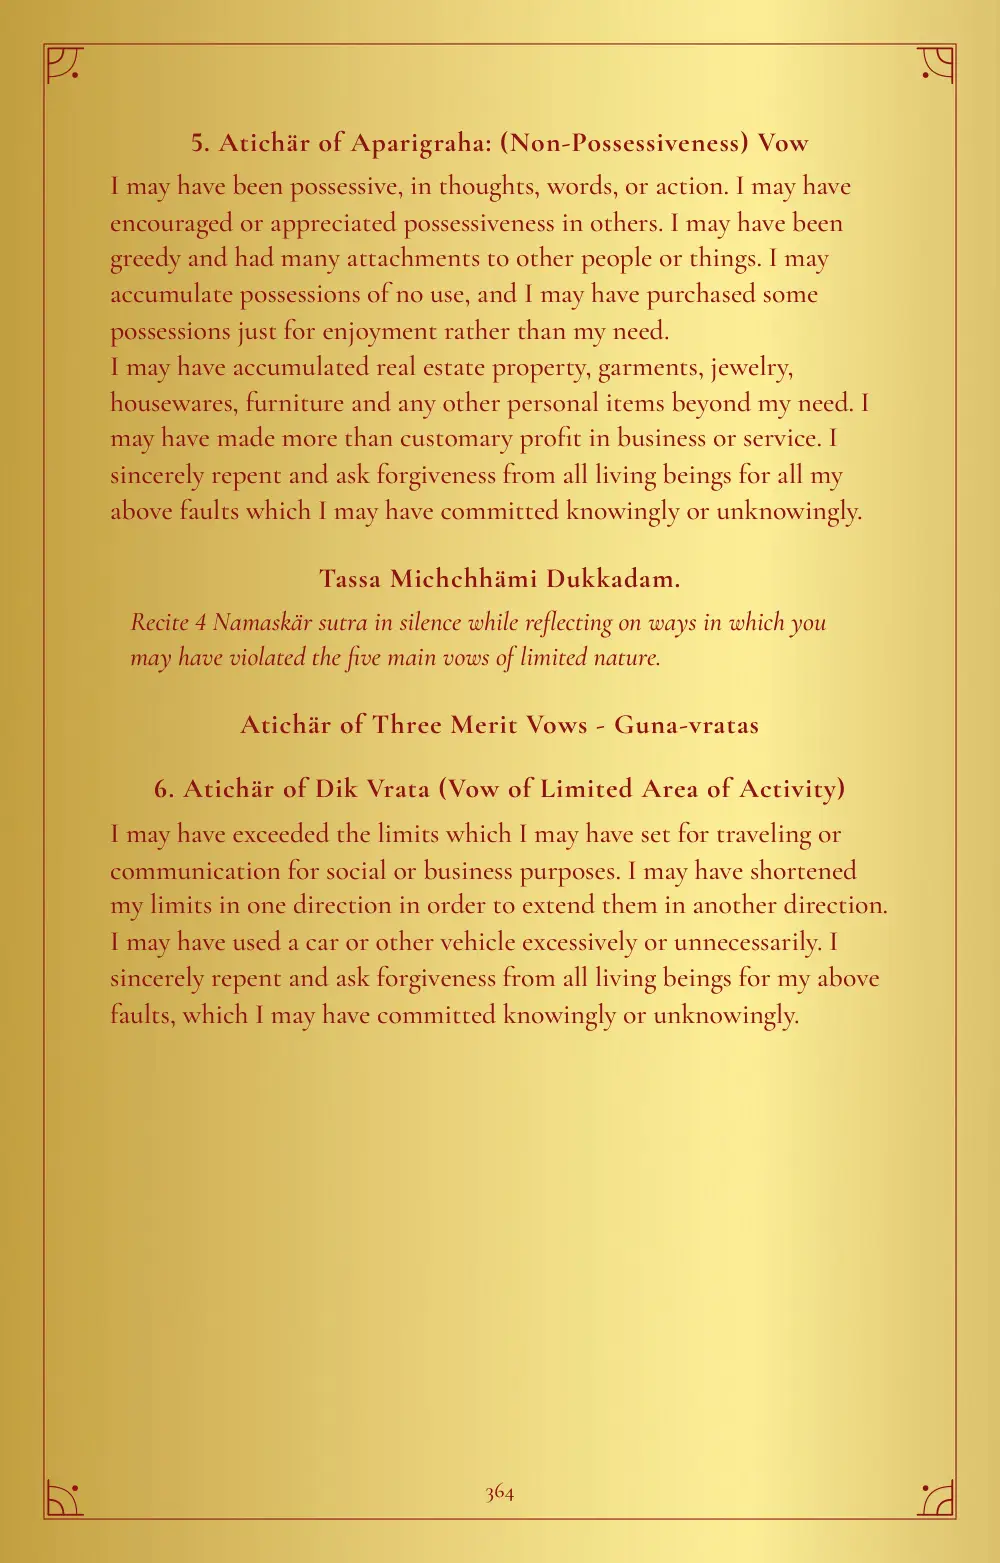 5. Atichär of Aparigraha: (Non-Possessiveness) Vow
I may have been possessive, in thoughts, words, or action. I may have
encouraged or appreciated possessiveness in others. I may have been
greedy and had many attachments to other people or things. I may
accumulate possessions of no use, and I may have purchased some
possessions just for enjoyment rather than my need.
I may have accumulated real estate property, garments, jewelry,
housewares, furniture and any other personal items beyond my need. I
may have made more than customary profit in business or service. I
sincerely repent and ask forgiveness from all living beings for all my
above faults which I may have committed knowingly or unknowingly.
Tassa Michchhämi Dukkadam.
Recite 4 Namaskär sutra in silence while reflecting on ways in which you
may have violated the five main vows of limited nature.
Atichär of Three Merit Vows - Guna-vratas
6. Atichär of Dik Vrata (Vow of Limited Area of Activity)
I may have exceeded the limits which I may have set for traveling or
communication for social or business purposes. I may have shortened
my limits in one direction in order to extend them in another direction.
I may have used a car or other vehicle excessively or unnecessarily. I
sincerely repent and ask forgiveness from all living beings for my above
faults, which I may have committed knowingly or unknowingly.
364